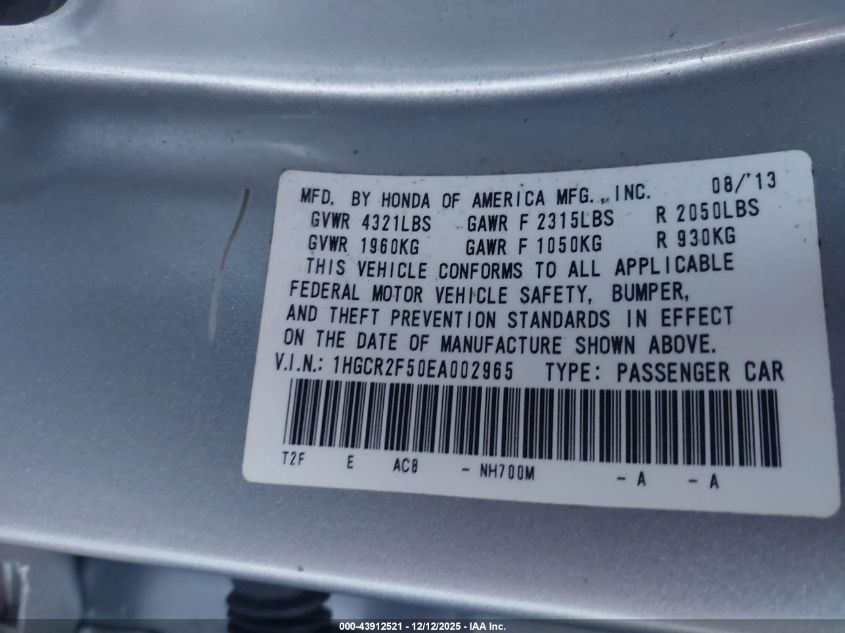 MFD. BY HONDA OF AMERICA MFG., INC. 08/'13
GVWR 4321LBS GAWR F 2315LBS R 2050LBS
GVWR 1960KG GAWR F 1050KG R 930KG
THIS VEHICLE CONFORMS TO ALL APPLICABLE
FEDERAL MOTOR VEHICLE SAFETY, BUMPER,
AND THEFT PREVENTION STANDARDS IN EFFECT
ON THE DATE OF MANUFACTURE SHOWN ABOVE.
V.I.N.: 1HGCR2F50EA002965 TYPE: PASSENGER CAR
T2F E AC8 - NH700M - A - A
000-43912521 - 12/12/2025 - IAA Inc.